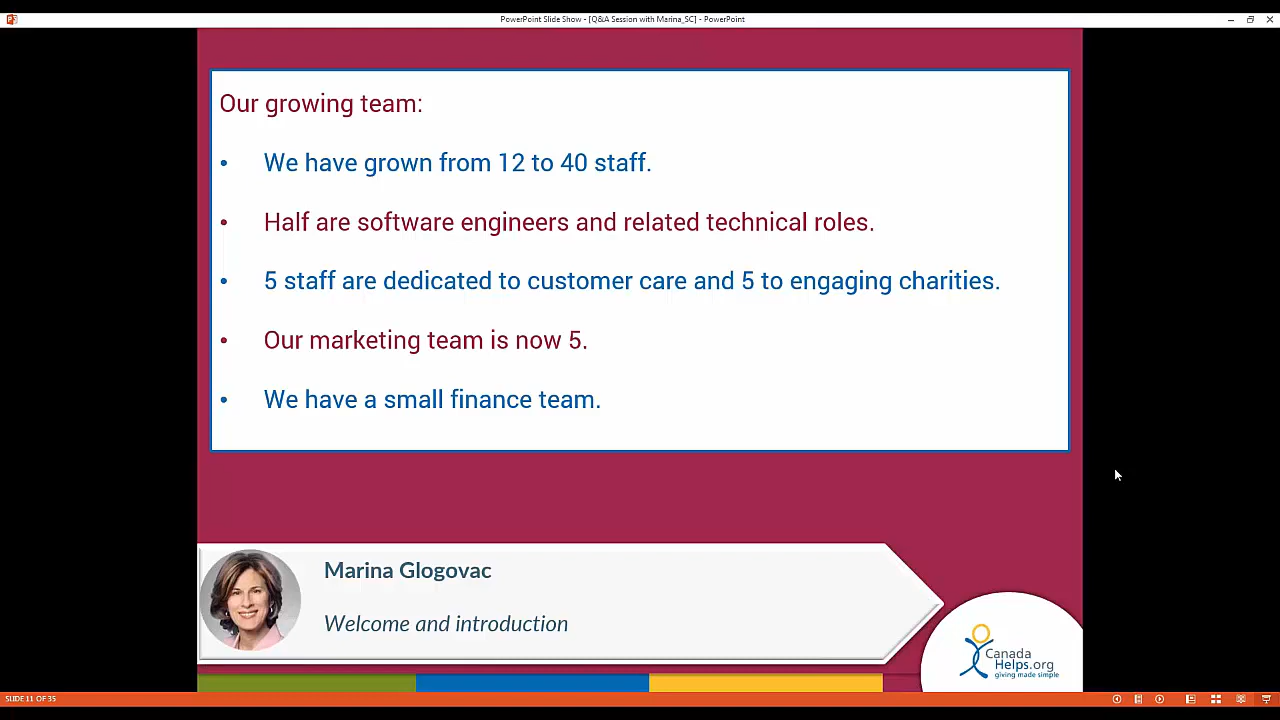 PowerPoint Slide Show - [Q&A Session with Marina_SC] - PowerPoint
Our growing team:
• We have grown from 12 to 40 staff.
• Half are software engineers and related technical roles.
• 5 staff are dedicated to customer care and 5 to engaging charities.
• Our marketing team is now 5.
• We have a small finance team.
Marina Glogovac
Welcome and introduction
Canada
Helps.org
giving made simple
SLIDE 11 OF 35